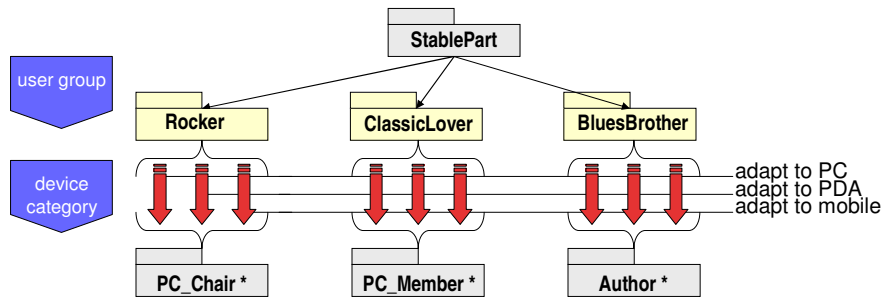 StablePart
user group
Rocker
ClassicLover
BluesBrother
device
category
adapt to PC
adapt to PDA
adapt to mobile
PC_Chair *
PC_Member *
Author *